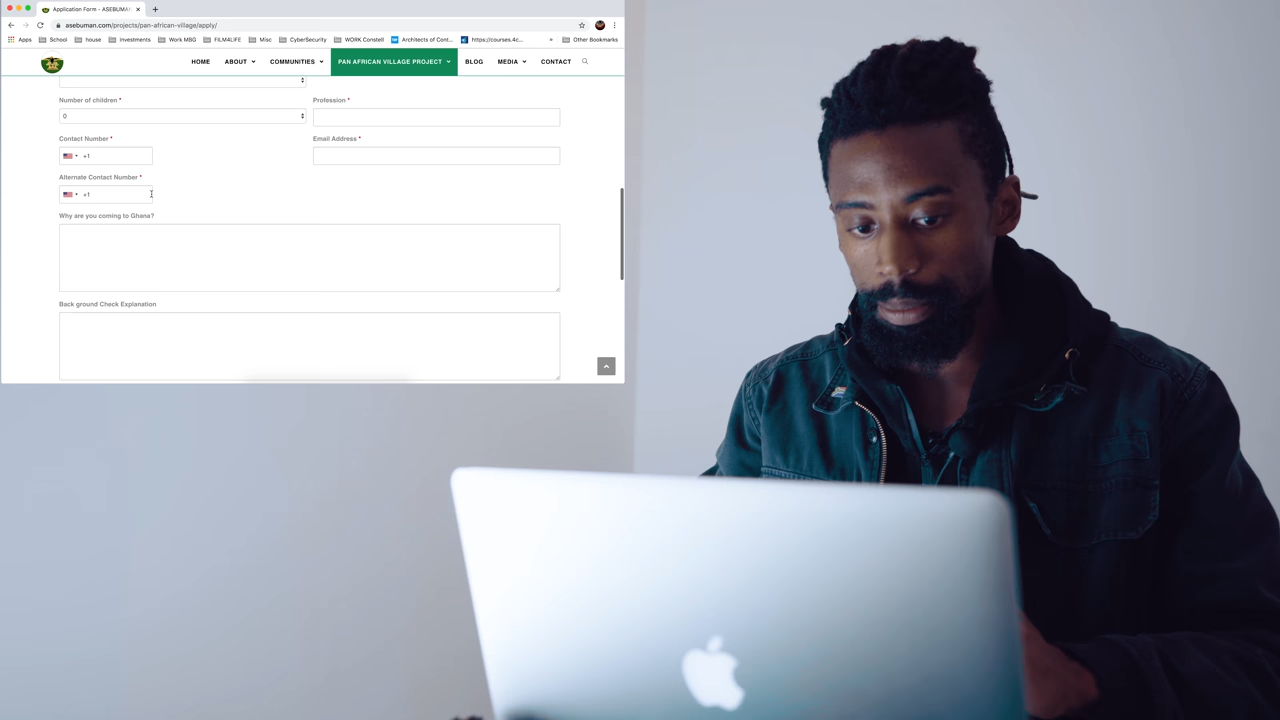 Application Form - ASEBUMAN
asebuman.com/projects/pan-african-village/apply/
Apps School house Investments Work MBG FILM4LIFE Misc CyberSecurity WORK Constell Architects of Cont... https://courses.4c... » Other Bookmarks
HOME ABOUT COMMUNITIES PAN AFRICAN VILLAGE PROJECT BLOG MEDIA CONTACT
Number of children * Profession *
0
Contact Number * Email Address *
+1
Alternate Contact Number *
+1
Why are you coming to Ghana?
Back ground Check Explanation